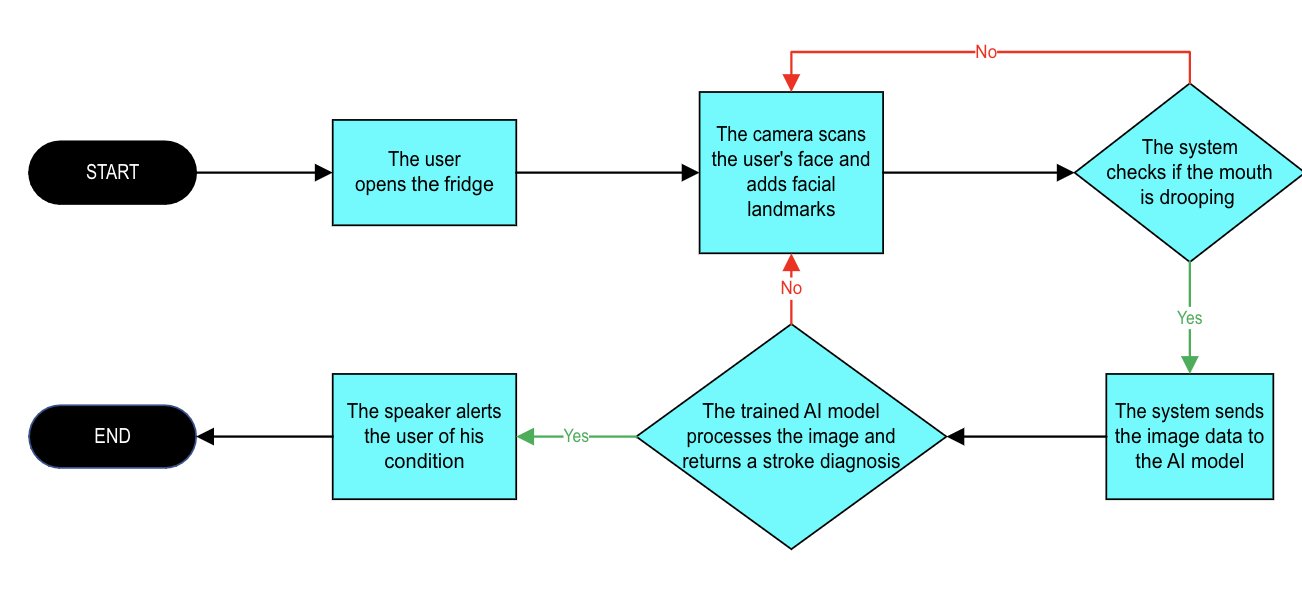 No
START
The user
opens the fridge
The camera scans
the user's face and
adds facial
landmarks
The system
checks if the mouth
is drooping
No
Yes
END
The speaker alerts
the user of his
condition
Yes
The trained AI model
processes the image and
returns a stroke diagnosis
The system sends
the image data to
the AI model